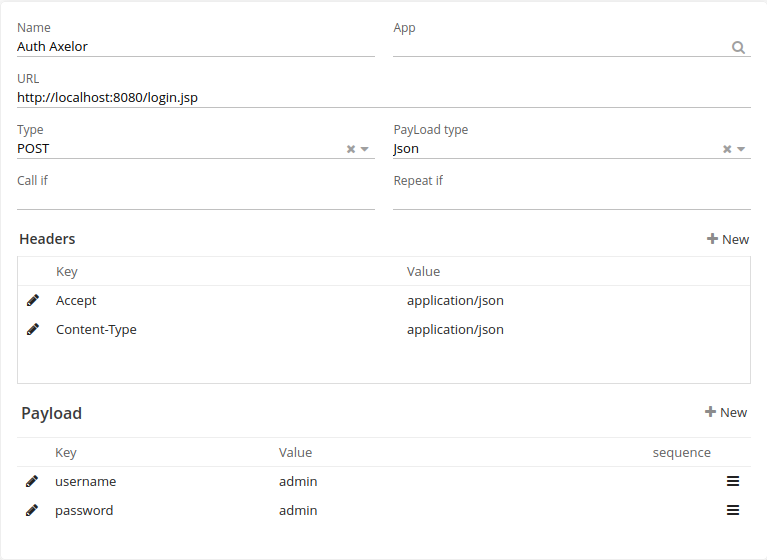 Name App
Auth Axelor
URL
http://localhost:8080/login.jsp
Type PayLoad type
POST Json
Call if Repeat if
Headers New
Key Value
Accept application/json
Content-Type application/json
Payload New
Key Value sequence
username admin
password admin